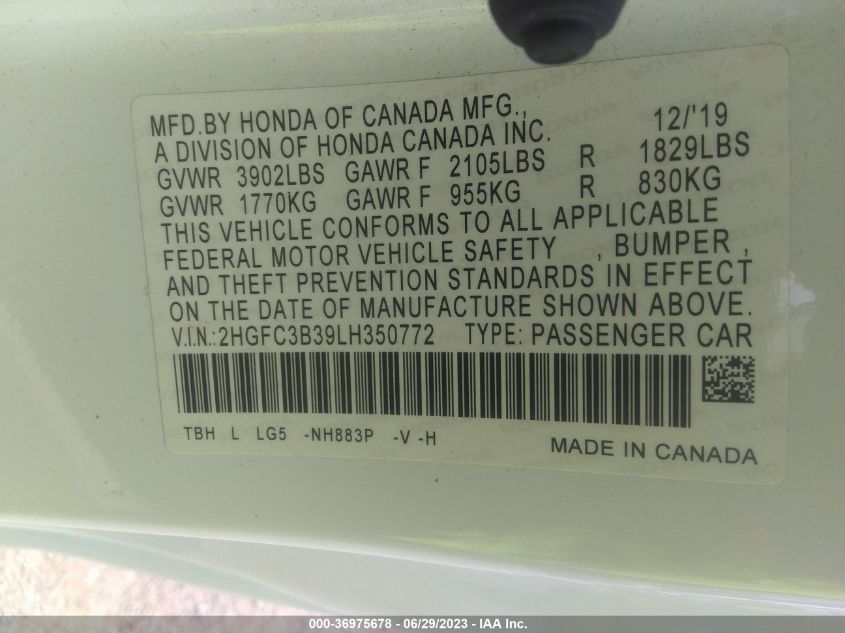 MFD.BY HONDA OF CANADA MFG., 12/'19
A DIVISION OF HONDA CANADA INC.
GVWR 3902LBS GAWR F 2105LBS R 1829LBS
GVWR 1770KG GAWR F 955KG R 830KG
THIS VEHICLE CONFORMS TO ALL APPLICABLE
FEDERAL MOTOR VEHICLE SAFETY , BUMPER ,
AND THEFT PREVENTION STANDARDS IN EFFECT
ON THE DATE OF MANUFACTURE SHOWN ABOVE.
V.I.N.:2HGFC3B39LH350772 TYPE: PASSENGER CAR
TBH L LG5 -NH883P -V -H
MADE IN CANADA
000-36975678 - 06/29/2023 - IAA Inc.